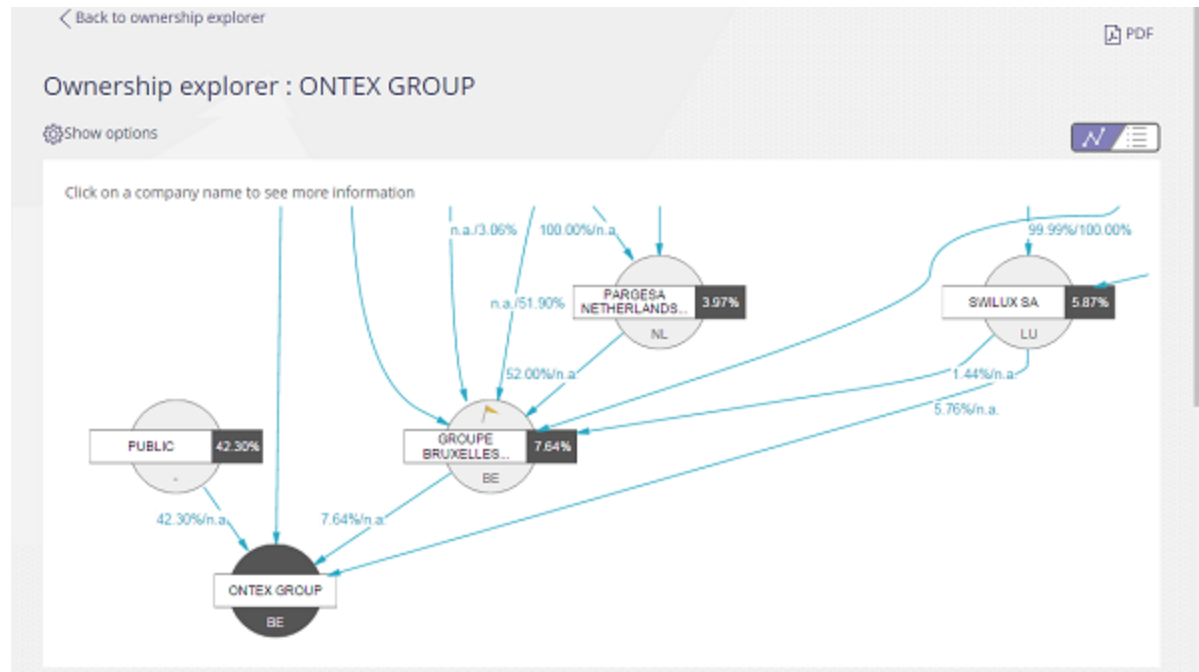 Back to ownership explorer
PDF
Ownership explorer : ONTEX GROUP
Show options
Click on a company name to see more information
n.a./3.06%
100.00%/n.a.
99.99%/100.00%
n.a./51.90%
PARGESA
NETHERLANDS...
3.97%
NL
SWILUX SA
5.87%
LU
52.00%/n.a.
1.44%/n.a.
5.76%/n.a.
PUBLIC
42.30%
-
GROUPE
BRUXELLES...
7.64%
BE
42.30%/n.a.
7.64%/n.a.
ONTEX GROUP
BE